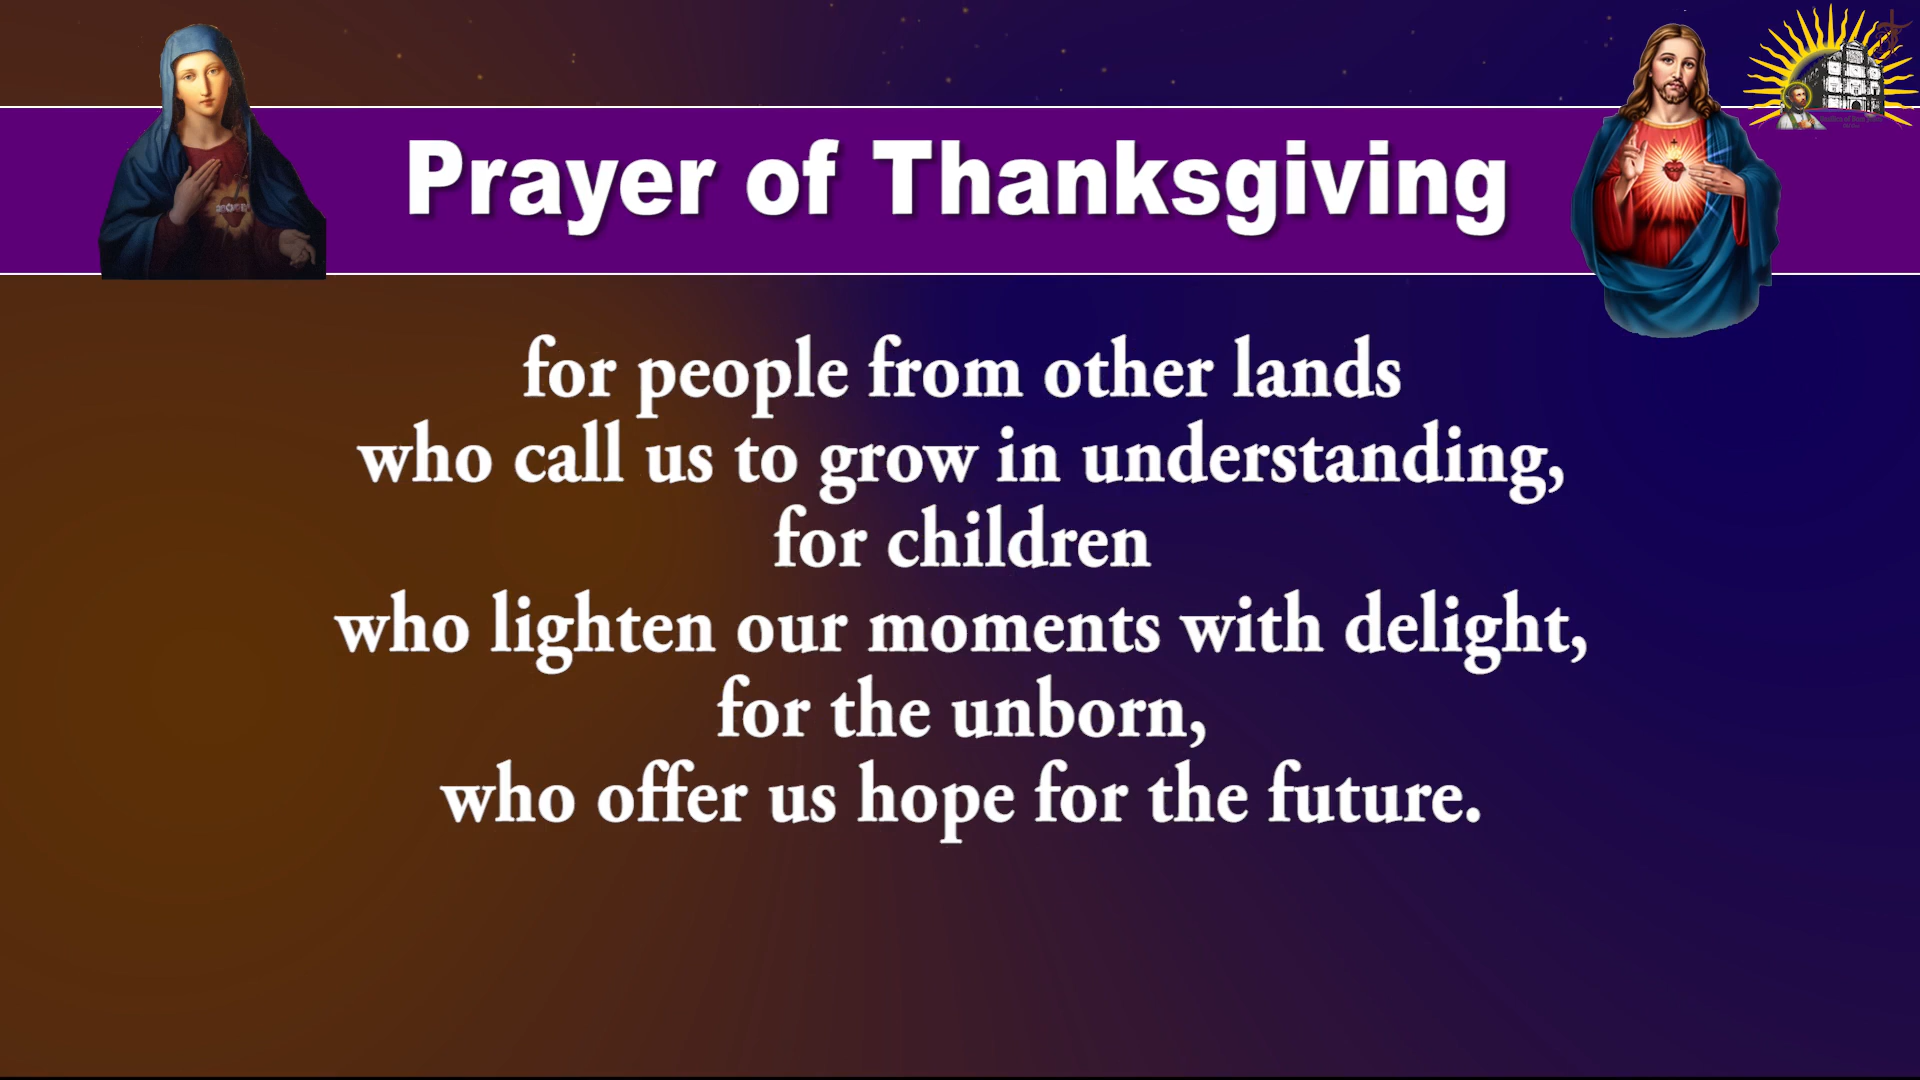 Prayer of Thanksgiving
for people from other lands
who call us to grow in understanding,
for children
who lighten our moments with delight,
for the unborn,
who offer us hope for the future.